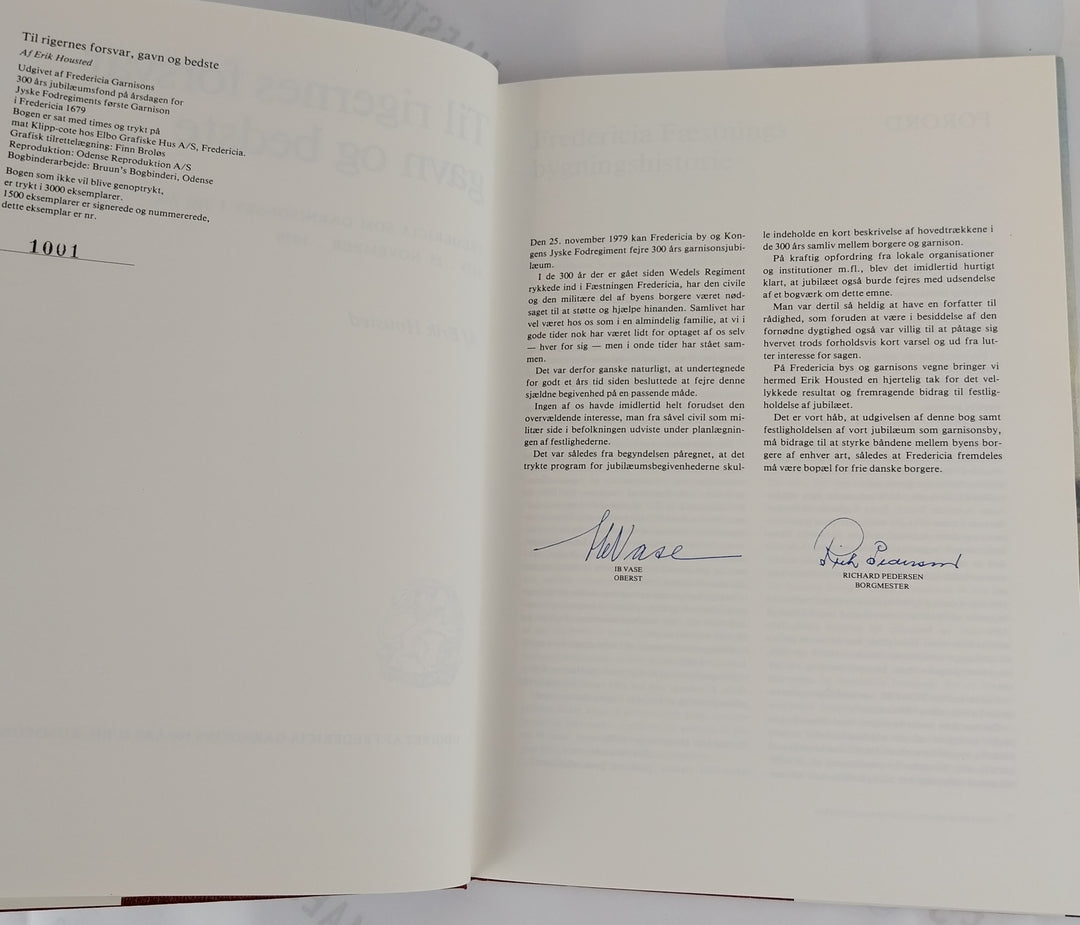 Til rigernes forsvar, gavn og bedste
Af Erik Housted
Udgivet af Fredericia Garnisons
300 års jubilæumsfond på årsdagen for
Jyske Fodregiments første Garnison
i Fredericia 1679
Bogen er sat med times og trykt på
mat Klipp-cote hos Elbo Grafiske Hus A/S, Fredericia.
Grafisk tilrettelægning: Finn Broløs
Reproduktion: Odense Reproduktion A/S
Bogbinderarbejde: Bruun's Bogbinderi, Odense
Bogen som ikke vil blive genoptrykt,
er trykt i 3000 eksemplarer.
1500 eksemplarer er signerede og nummererede,
dette eksemplar er nr.
1001
Den 25. november 1979 kan Fredericia by og Kon-
gens Jyske Fodregiment fejre 300 års garnisonsjubi-
læum.
I de 300 år der er gået siden Wedels Regiment
rykkede ind i Fæstningen Fredericia, har den civile
og den militære del af byens borgere været nød-
saget til at støtte og hjælpe hinanden. Samlivet har
vel været hos os som i en almindelig familie, at vi i
gode tider nok har været lidt for optaget af os selv
— hver for sig — men i onde tider har stået sam-
men.
Det var derfor ganske naturligt, at undertegnede
for godt et års tid siden besluttede at fejre denne
sjældne begivenhed på en passende måde.
Ingen af os havde imidlertid helt forudset den
overvældende interesse, man fra såvel civil som mi-
litær side i befolkningen udviste under planlægnin-
gen af festlighederne.
Det var således fra begyndelsen påregnet, at det
trykte program for jubilæumsbegivenhederne skul-
le indeholde en kort beskrivelse af hovedtrækkene i
de 300 års samliv mellem borgere og garnison.
På kraftig opfordring fra lokale organisationer
og institutioner m.fl., blev det imidlertid hurtigt
klart, at jubilæet også burde fejres med udsendelse
af et bogværk om dette emne.
Man var dertil så heldig at have en forfatter til
rådighed, som foruden at være i besiddelse af den
fornødne dygtighed også var villig til at påtage sig
hvervet trods forholdsvis kort varsel og ud fra lut-
ter interesse for sagen.
På Fredericia bys og garnisons vegne bringer vi
hermed Erik Housted en hjertelig tak for det vel-
lykkede resultat og fremragende bidrag til festlig-
holdelse af jubilæet.
Det er vort håb, at udgivelsen af denne bog samt
festligholdelsen af vort jubilæum som garnisonsby,
må bidrage til at styrke båndene mellem byens bor-
gere af enhver art, således at Fredericia fremdeles
må være bopæl for frie danske borgere.
IB VASE
OBERST
RICHARD PEDERSEN
BORGMESTER